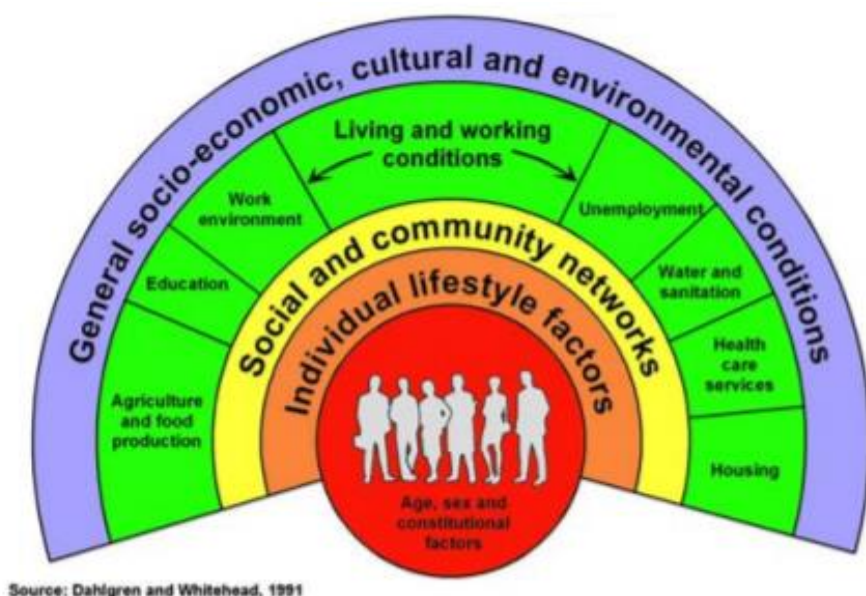 General socio-economic, cultural and environmental conditions
Living and working
conditions
Work
environment
Unemployment
Education
Water and
sanitation
Agriculture
and food
production
Health
care
services
Housing
Social and community networks
Individual lifestyle factors
Age, sex and
constitutional
factors
Source: Dahlgren and Whitehead, 1991